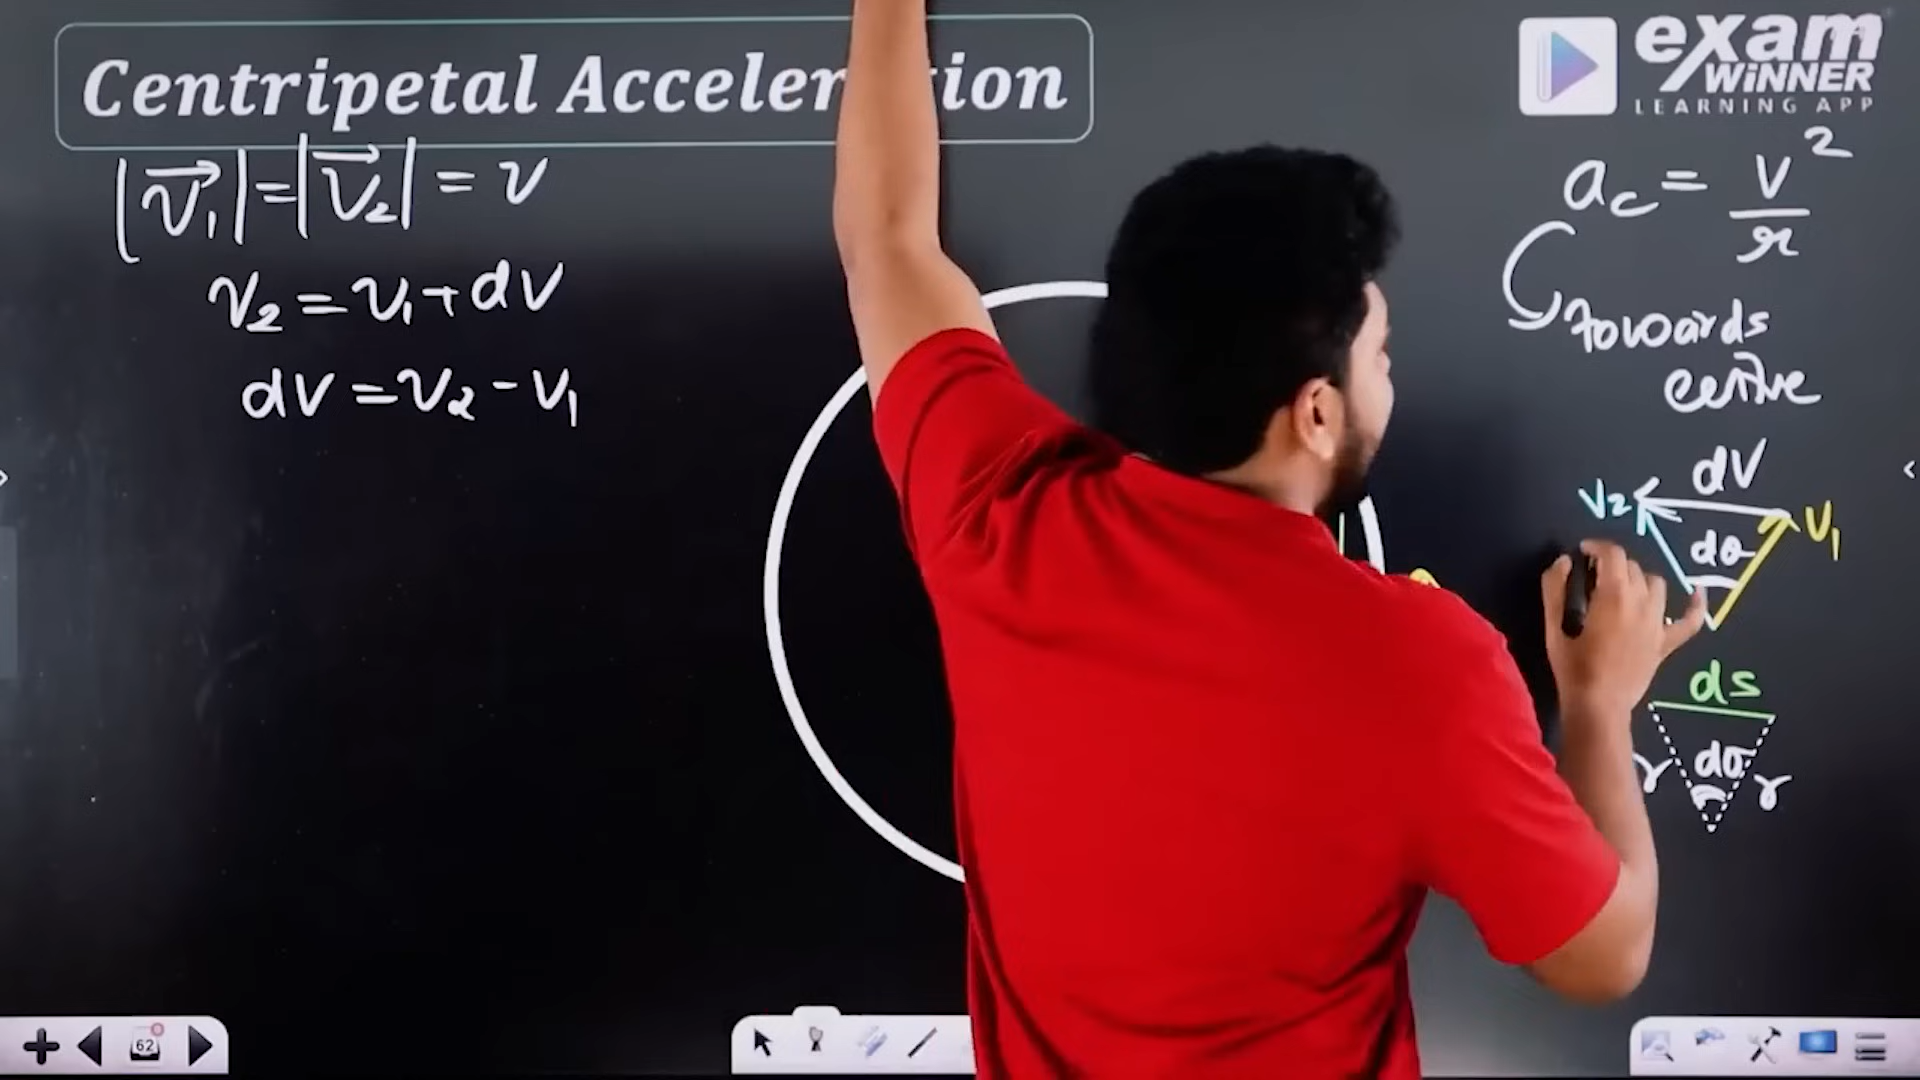 Centripetal Acceler ion
exam
WiNNER
LEARNING APP
|v₁| = |v₂| = v
v₂ = v₁ + dv
dv = v₂ - v₁
a_c = v² / r
towards
centre
dv
v₂
v₁
dθ
ds
dθ
r
r
62